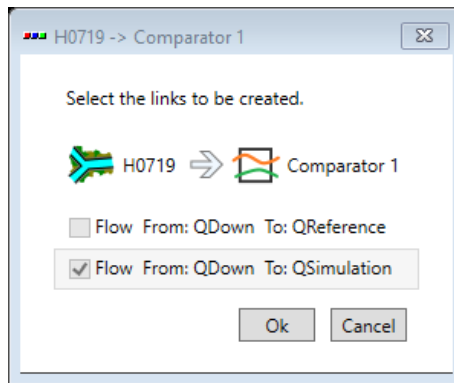 H0719 -> Comparator 1
Select the links to be created.
H0719 Comparator 1
Flow From: QDown To: QReference
Flow From: QDown To: QSimulation
Ok Cancel